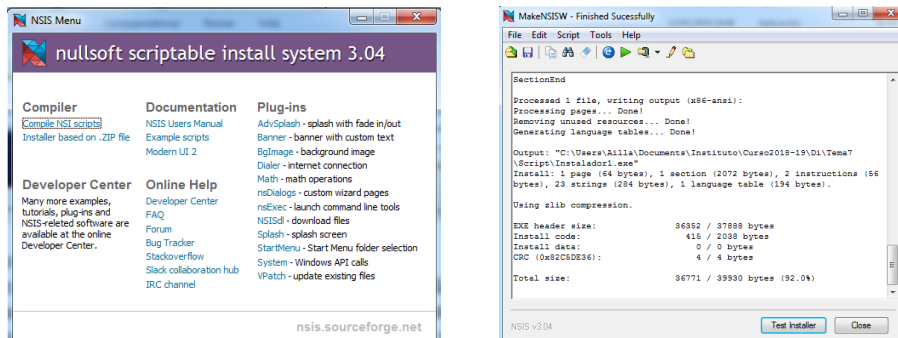 NSIS Menu
nullsoft scriptable install system 3.04
Compiler
Compile NSI scripts
Installer based on .ZIP file
Developer Center
Many more examples,
tutorials, plug-ins and
NSIS-releted software are
available at the online
Developer Center.
Documentation
NSIS Users Manual
Example scripts
Modern UI 2
Online Help
Developer Center
FAQ
Forum
Bug Tracker
Stackoverflow
Slack collaboration hub
IRC channel
Plug-ins
AdvSplash - splash with fade in/out
Banner - banner with custom text
BgImage - background image
Dialer - internet connection
Math - math operations
nsDialogs - custom wizard pages
nsExec - launch command line tools
NSISdl - download files
Splash - splash screen
StartMenu - Start Menu folder selection
System - Windows API calls
VPatch - update existing files
nsis.sourceforge.net
MakeNSISW - Finished Sucessfully
File Edit Script Tools Help
SectionEnd
Processed 1 file, writing output (x86-ansi):
Processing pages... Done!
Removing unused resources... Done!
Generating language tables... Done!
Output: "C:\Users\Ailla\Documents\Instituto\Curso2018-19\Di\Tema7
\Script\Instalador1.exe"
Install: 1 page (64 bytes), 1 section (2072 bytes), 2 instructions (56
bytes), 23 strings (284 bytes), 1 language table (194 bytes).
Using zlib compression.
EXE header size: 36352 / 37888 bytes
Install code: 415 / 2038 bytes
Install data: 0 / 0 bytes
CRC (0x82C5DE36): 4 / 4 bytes
Total size: 36771 / 39930 bytes (92.0%)
NSIS v3.04
Test Installer
Close